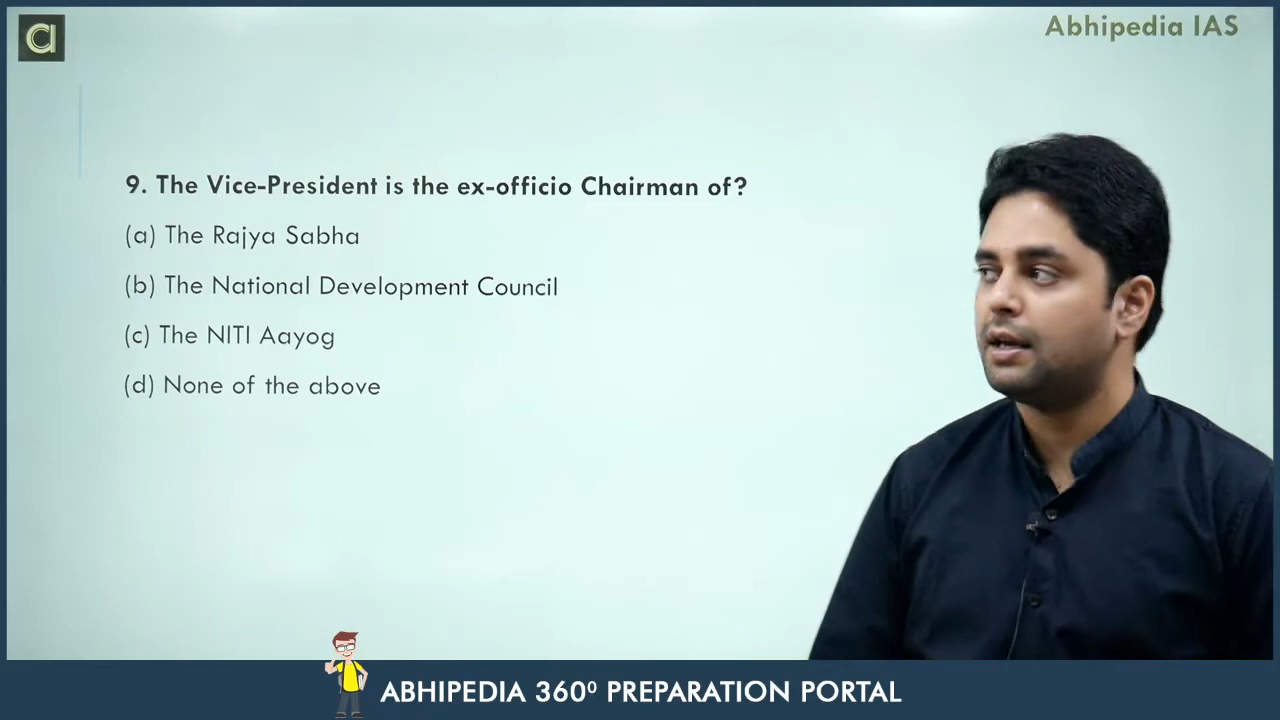 a
Abhipedia IAS
9. The Vice-President is the ex-officio Chairman of?
(a) The Rajya Sabha
(b) The National Development Council
(c) The NITI Aayog
(d) None of the above
ABHIPEDIA 360⁰ PREPARATION PORTAL